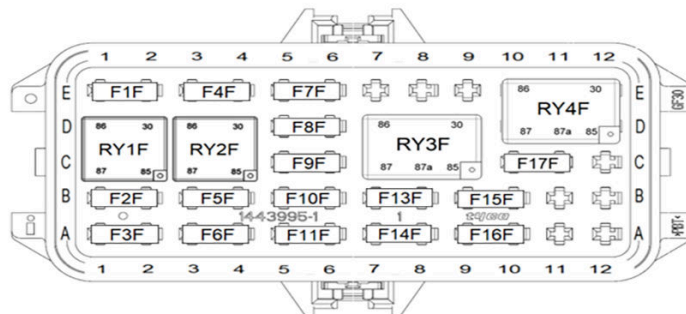 1 2 3 4 5 6 7 8 9 10 11 12
E F1F F4F F7F 86 30 E GF30
RY4F
D 86 30 86 30 F8F 86 30 87 87a 85 D
RY1F RY2F RY3F
C 87 85 87 85 F9F 87 87a 85 F17F C
B F2F F5F F10F F13F F15F B
1443995-1 1 tyco
A F3F F6F F11F F14F F16F A >PBT<
1 2 3 4 5 6 7 8 9 10 11 12